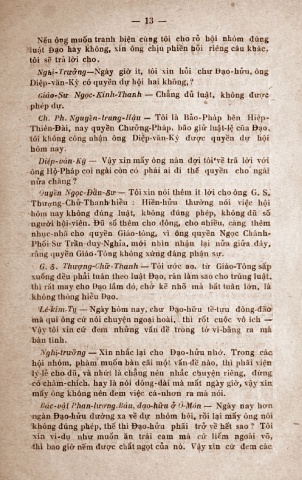 — 13 —
Nếu ông muốn tranh biện cùng tôi cho rõ hội nhóm đúng
luật Đạo hay không, xin ông chịu phiền hồi riêng câu khác,
tôi sẽ trả lời cho.
Nghị-Trưởng—Ngày giờ ít, tôi xin hỏi chư Đạo-hữu, ông
Diệp-văn-Kỷ có quyền dự hội hai không, ?
Giáo-Sư Ngọc-Kinh-Thanh — Chẳng đủ luật, không được
phép dự.
Ch. Ph. Nguyễn-trung-Hậu — Tôi là Bảo-Pháp bên Hiệp-
Thiên-Đài, nay quyền Chưởng-Pháp, bảo giữ luật-lệ của Đạo,
tôi không công nhận ông Diệp-văn-Kỷ được quyền dự hội
hôm nay.
Diệp-văn-Kỷ — Vậy xin mấy ông nán đợi tôi về trả lời với
ông Hộ-Pháp coi ngài còn có phải ai đi thế quyền cho ngài
nữa chăng ?
Quyền Ngọc-Đầu-Sư — Tôi xin nói thêm ít lời cho ông G. S.
Thượng-Chữ-Thanh hiểu : Hiền-hữu thường nói việc hội
hôm nay không đúng luật, không đúng phép, không đủ số
người hội-viên. Đã số thêm cho đông, cho nhiều, càng thêm
nhục-nhã cho quyền Giáo-tông, vì ông quyền Ngọc Chánh-
Phối-Sư Trần-duy-Nghĩa, mới nhìn nhận lại nữa giữa đây,
rằng quyền Giáo-Tông không xứng đáng phận sự.
G. S. Thượng-Chữ-Thanh — Tôi ước ao, từ Giáo-Tông sắp
xuống đều phải tuân theo luật Đạo, rán làm sao cho trúng luật,
thì rất may cho Đạo lắm đó, chớ kẻ nhỏ mà bắt tuân lớn, là
không thông hiểu Đạo.
Lê-kim-Tỵ — Ngày hôm nay, chư Đạo-hữu tề-tựu đông-đảo
mà quí ông cứ nói chuyện ngoại hoài, thì rốt cuộc vô ích —
Vậy tôi xin cứ đem những vấn đề trong tờ vi-bằng ra mà
bàn tính.
Nghị-trưởng — Xin nhắc lại cho Đạo-hữu nhớ. Trong các
hội nhóm, phàm muốn bàn cãi một vấn-đề nào, thì phải viện
lý-lẽ cho đủ, và nhứt là chẳng nên nhắc chuyện riêng, đừng
có châm-chích, hay là nói dông-dài mà mất ngày giờ, vậy xin
mấy ông không nên đem việc cá-nhơn ra mà nói.
Bác-vật Phan-lương-Báu, đạo-hữu ở Ô-Môn — Ngày nay hơn
ngàn Đạo-hữu đường xa về dự nhóm hội, rồi lại mấy ông nói
không đúng phép, thế thì Đạo-hữu phải trở về hết sao ? Tôi
xin ví-dụ như muốn ăn trái cam mà cứ liếm ngoài vỏ,
thì bao giờ nếm được chất ngọt của nó. Vậy xin cứ đem các